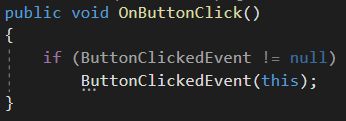 public void OnButtonClick()
{
    if (ButtonClickedEvent != null)
        ButtonClickedEvent(this);
}